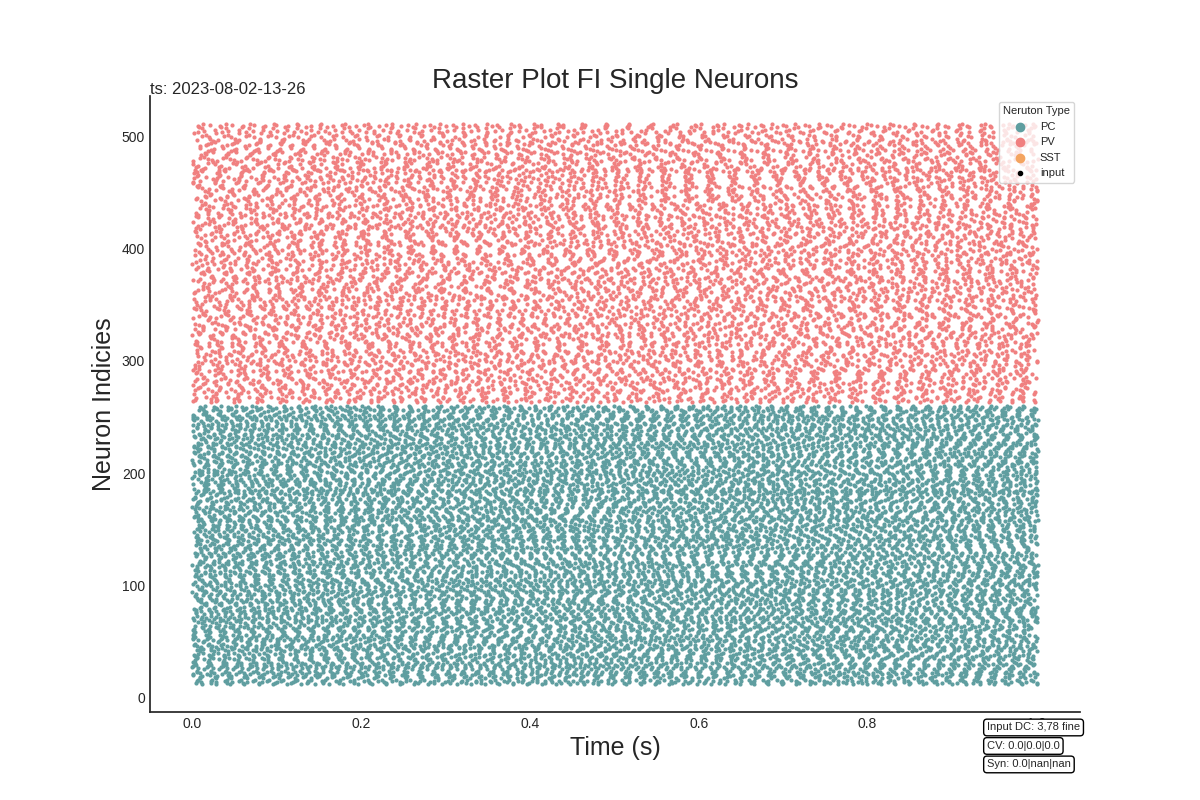 Raster Plot FI Single Neurons
ts: 2023-08-02-13-26
Neruton Type
PC
PV
SST
input
Neuron Indicies
500
400
300
200
100
0
0.0
0.2
0.4
0.6
0.8
Time (s)
Input DC: 3,78 fine
CV: 0.0|0.0|0.0
Syn: 0.0|nan|nan